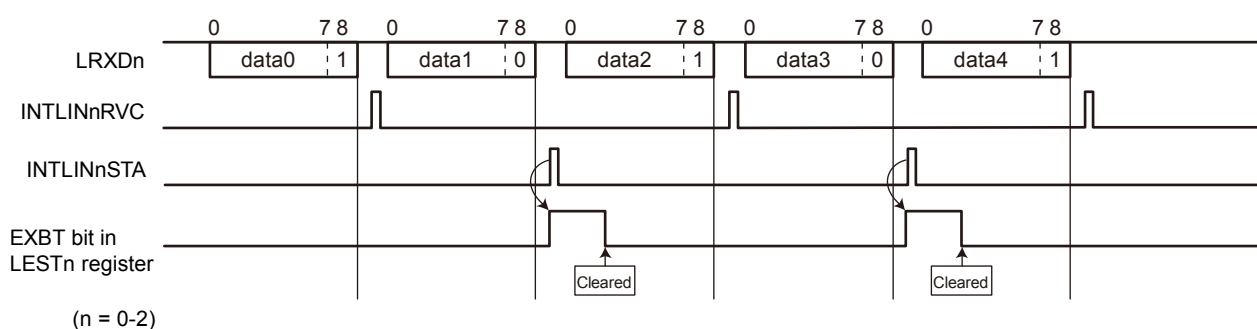 0 7 8 0 7 8 0 7 8 0 7 8 0 7 8
LRXDn data0 1 data1 0 data2 1 data3 0 data4 1
INTLINnRVC
INTLINnSTA
EXBT bit in
LESTn register
Cleared Cleared
(n = 0-2)